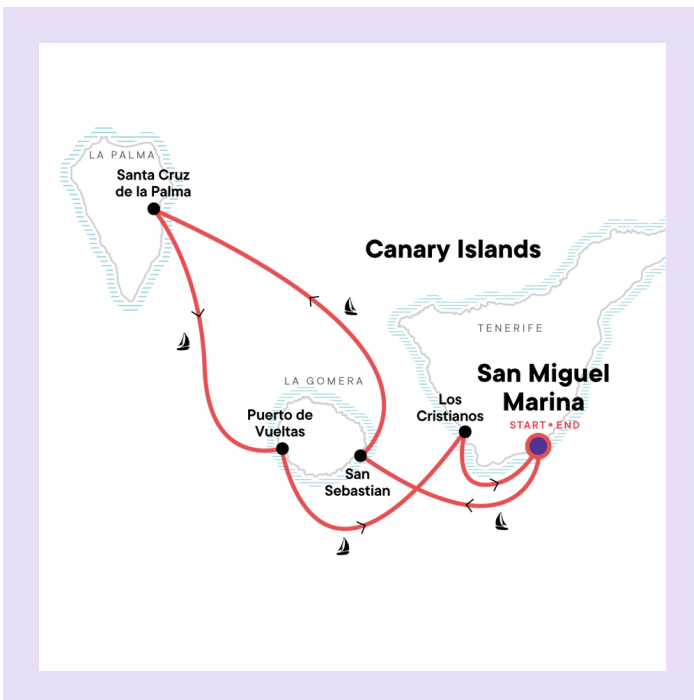 LA PALMA
Santa Cruz
de la Palma
Canary Islands
TENERIFE
San Miguel
Marina
START • END
LA GOMERA
Los
Cristianos
Puerto de
Vueltas
San
Sebastian